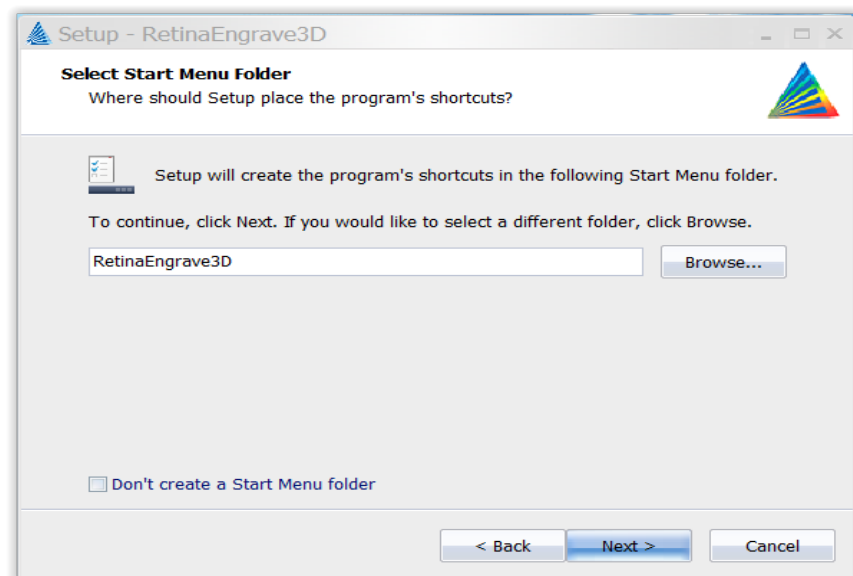 Setup - RetinaEngrave3D
Select Start Menu Folder
Where should Setup place the program's shortcuts?
Setup will create the program's shortcuts in the following Start Menu folder.
To continue, click Next. If you would like to select a different folder, click Browse.
RetinaEngrave3D
Browse...
Don't create a Start Menu folder
< Back
Next >
Cancel